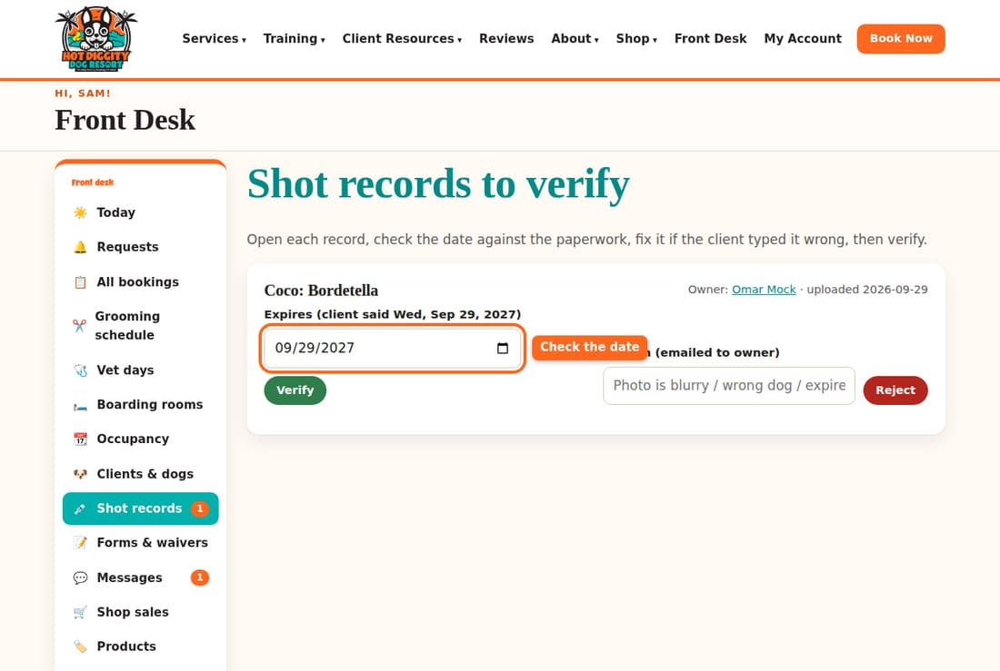 HOT DIGGITY
DOG RESORT
Services ▾
Training ▾
Client Resources ▾
Reviews
About ▾
Shop ▾
Front Desk
My Account
Book Now
HI, SAM!
Front Desk
Front desk
Today
Requests
All bookings
Grooming
schedule
Vet days
Boarding rooms
Occupancy
Clients & dogs
Shot records 1
Forms & waivers
Messages 1
Shop sales
Products
Shot records to verify
Open each record, check the date against the paperwork, fix it if the client typed it wrong, then verify.
Coco: Bordetella
Owner: Omar Mock · uploaded 2026-09-29
Expires (client said Wed, Sep 29, 2027)
09/29/2027
Check the date
(emailed to owner)
Verify
Photo is blurry / wrong dog / expire
Reject